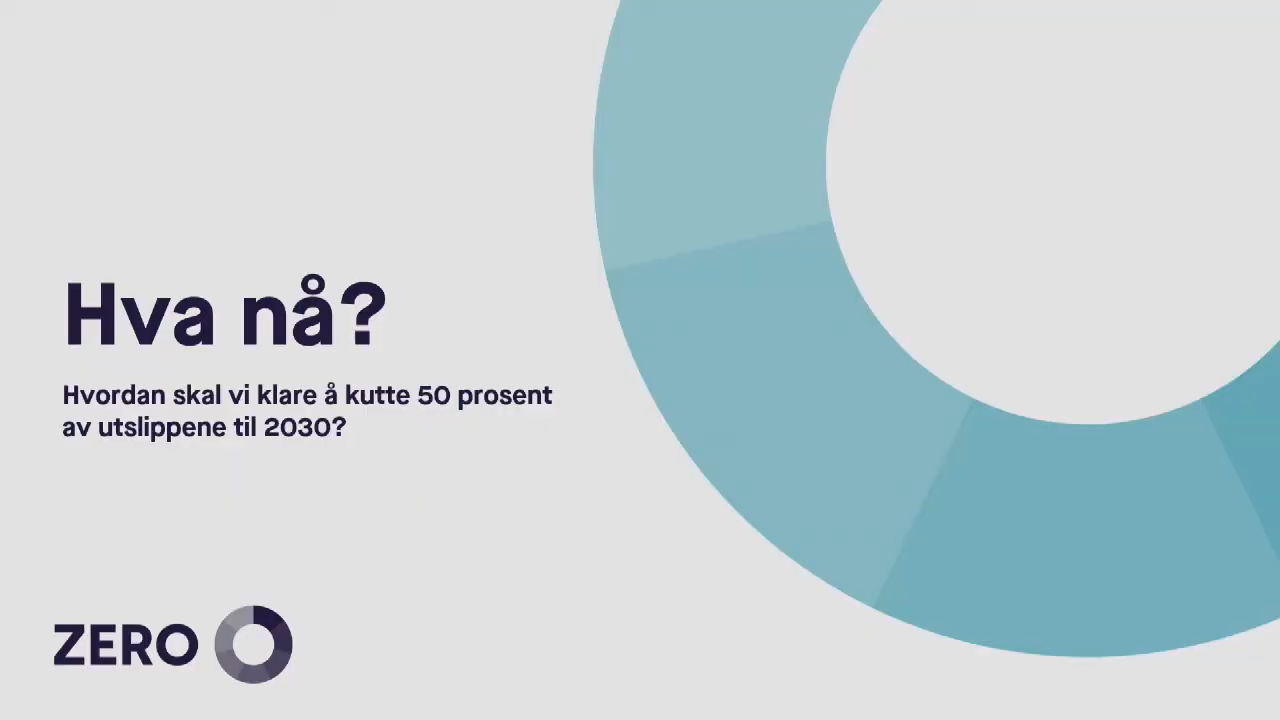 Hva nå?
Hvordan skal vi klare å kutte 50 prosent
av utslippene til 2030?
ZERO